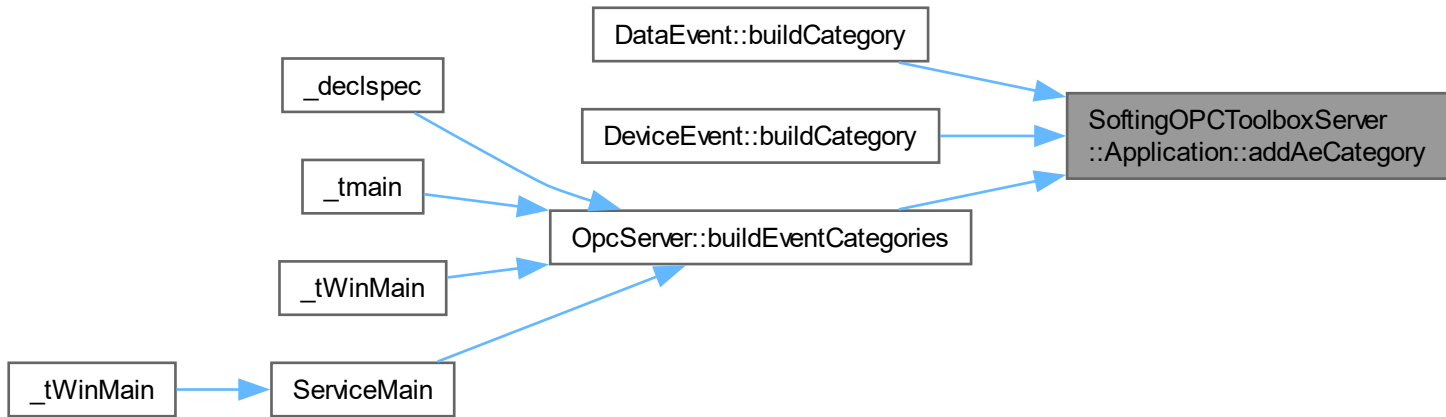 DataEvent::buildCategory
_declspec
SoftingOPCToolboxServer
::Application::addAeCategory
DeviceEvent::buildCategory
_tmain
OpcServer::buildEventCategories
_tWinMain
_tWinMain
ServiceMain